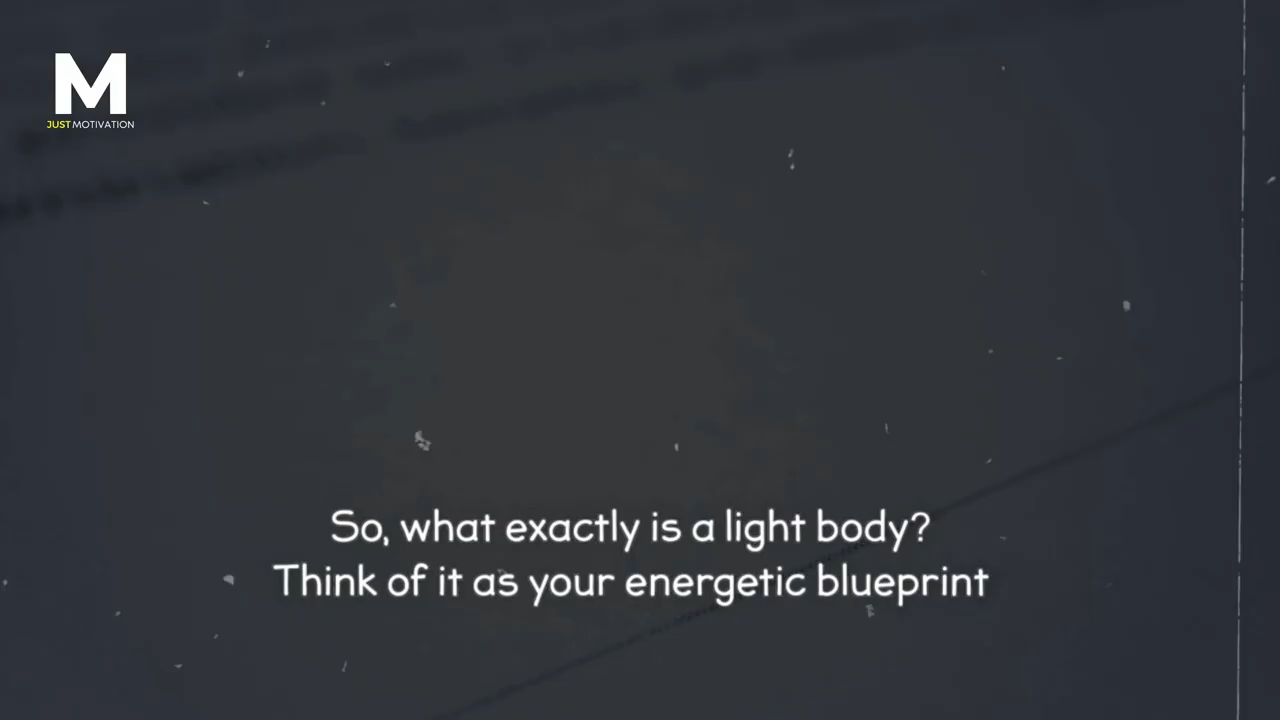 M
JUST MOTIVATION
So, what exactly is a light body?
Think of it as your energetic blueprint